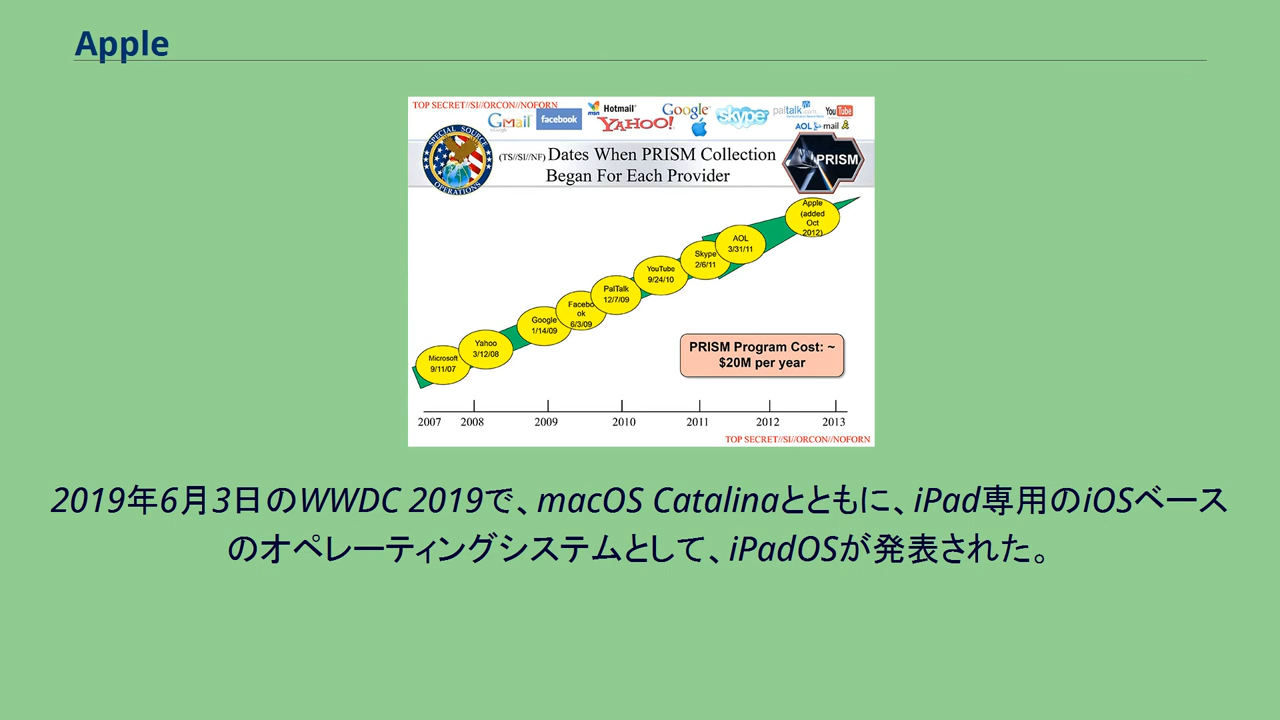 Apple
TOP SECRET//SI//ORCON//NOFORN
Gmail
facebook
msn Hotmail
YAHOO!
Google
skype
paltalk.com
YouTube
AOL mail
SPECIAL SOURCE OPERATIONS
(TS//SI//NF) Dates When PRISM Collection
Began For Each Provider
PRISM
Microsoft
9/11/07
Yahoo
3/12/08
Google
1/14/09
Facebo
ok
6/3/09
PalTalk
12/7/09
YouTube
9/24/10
Skype
2/6/11
AOL
3/31/11
Apple
(added
Oct
2012)
PRISM Program Cost: ~
$20M per year
2007 2008 2009 2010 2011 2012 2013
TOP SECRET//SI//ORCON//NOFORN
2019年6月3日のWWDC 2019で、macOS Catalinaとともに、iPad専用のiOSベース
のオペレーティングシステムとして、iPadOSが発表された。